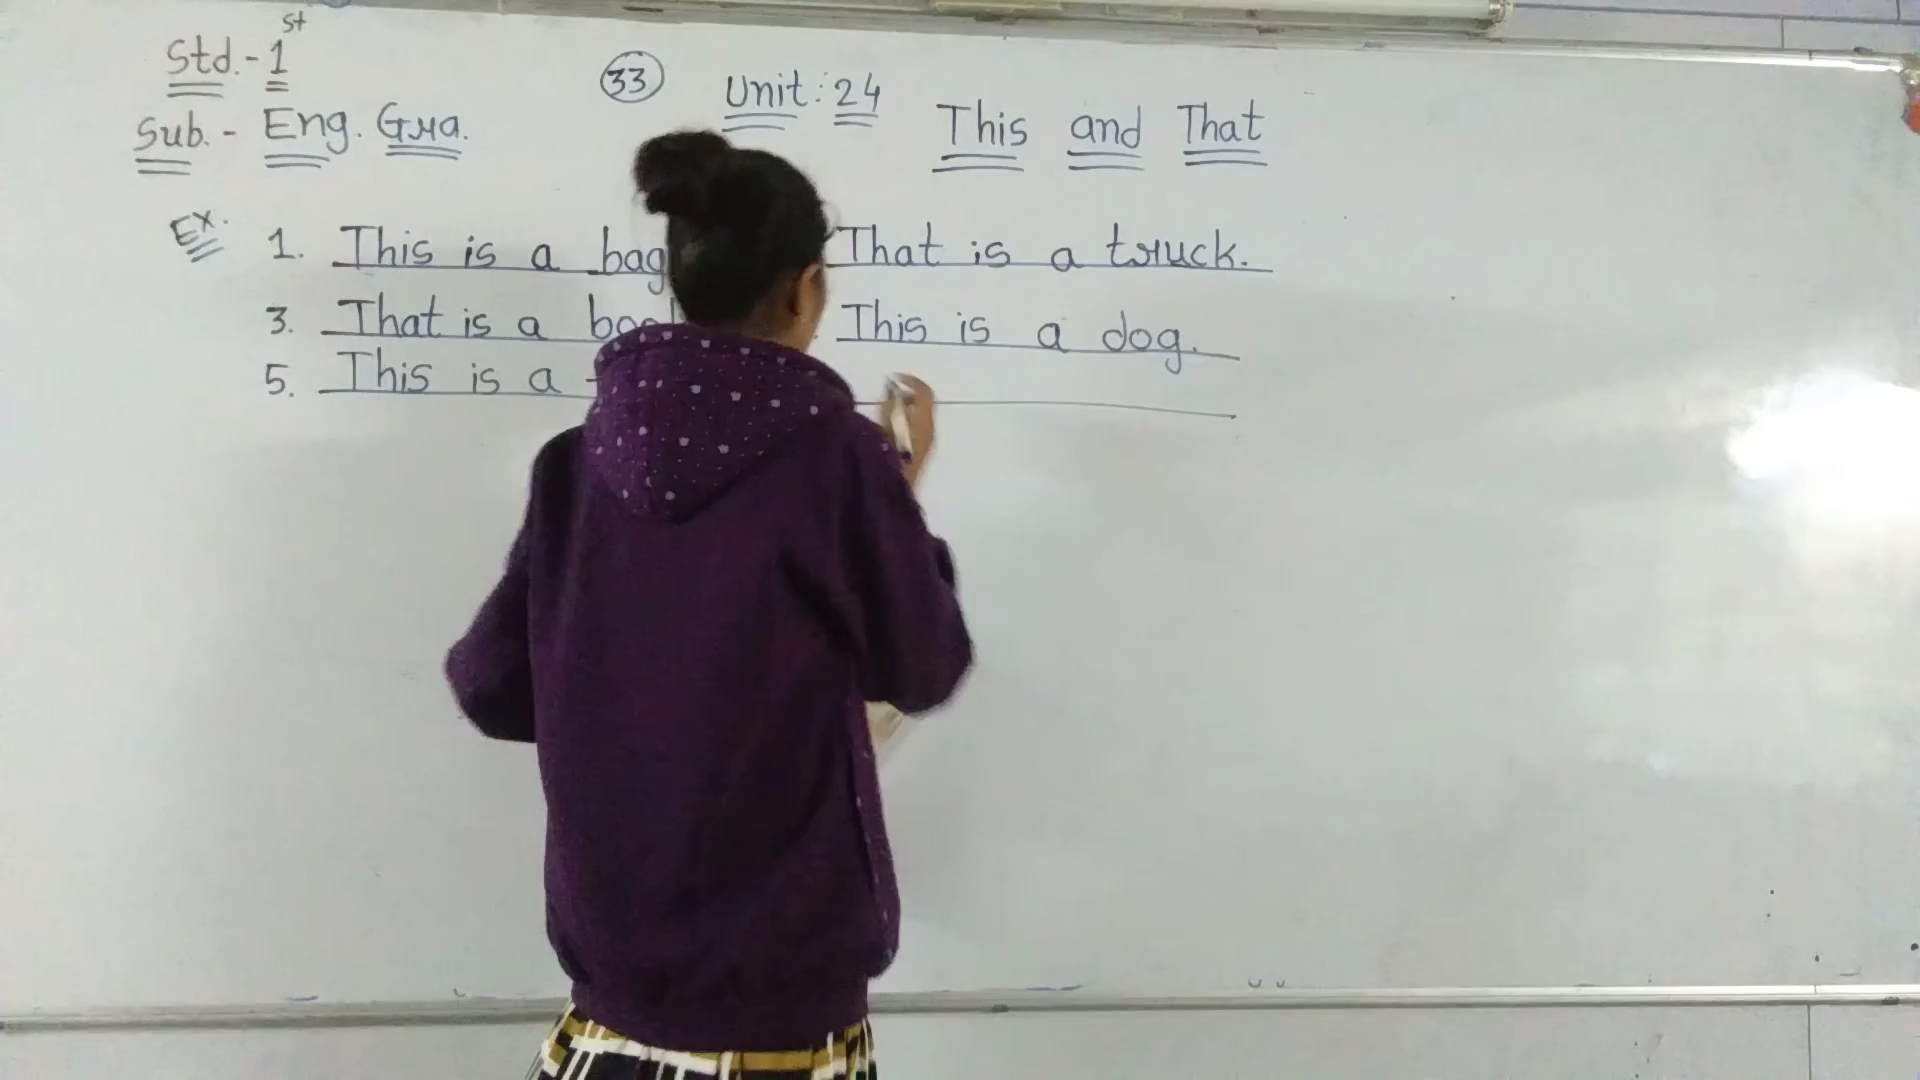 Std.- 1st
33 Unit: 24 This and That
Sub.- Eng. Gra.
Ex. 1. This is a bag That is a truck.
3. That is a This is a dog.
5. This is a